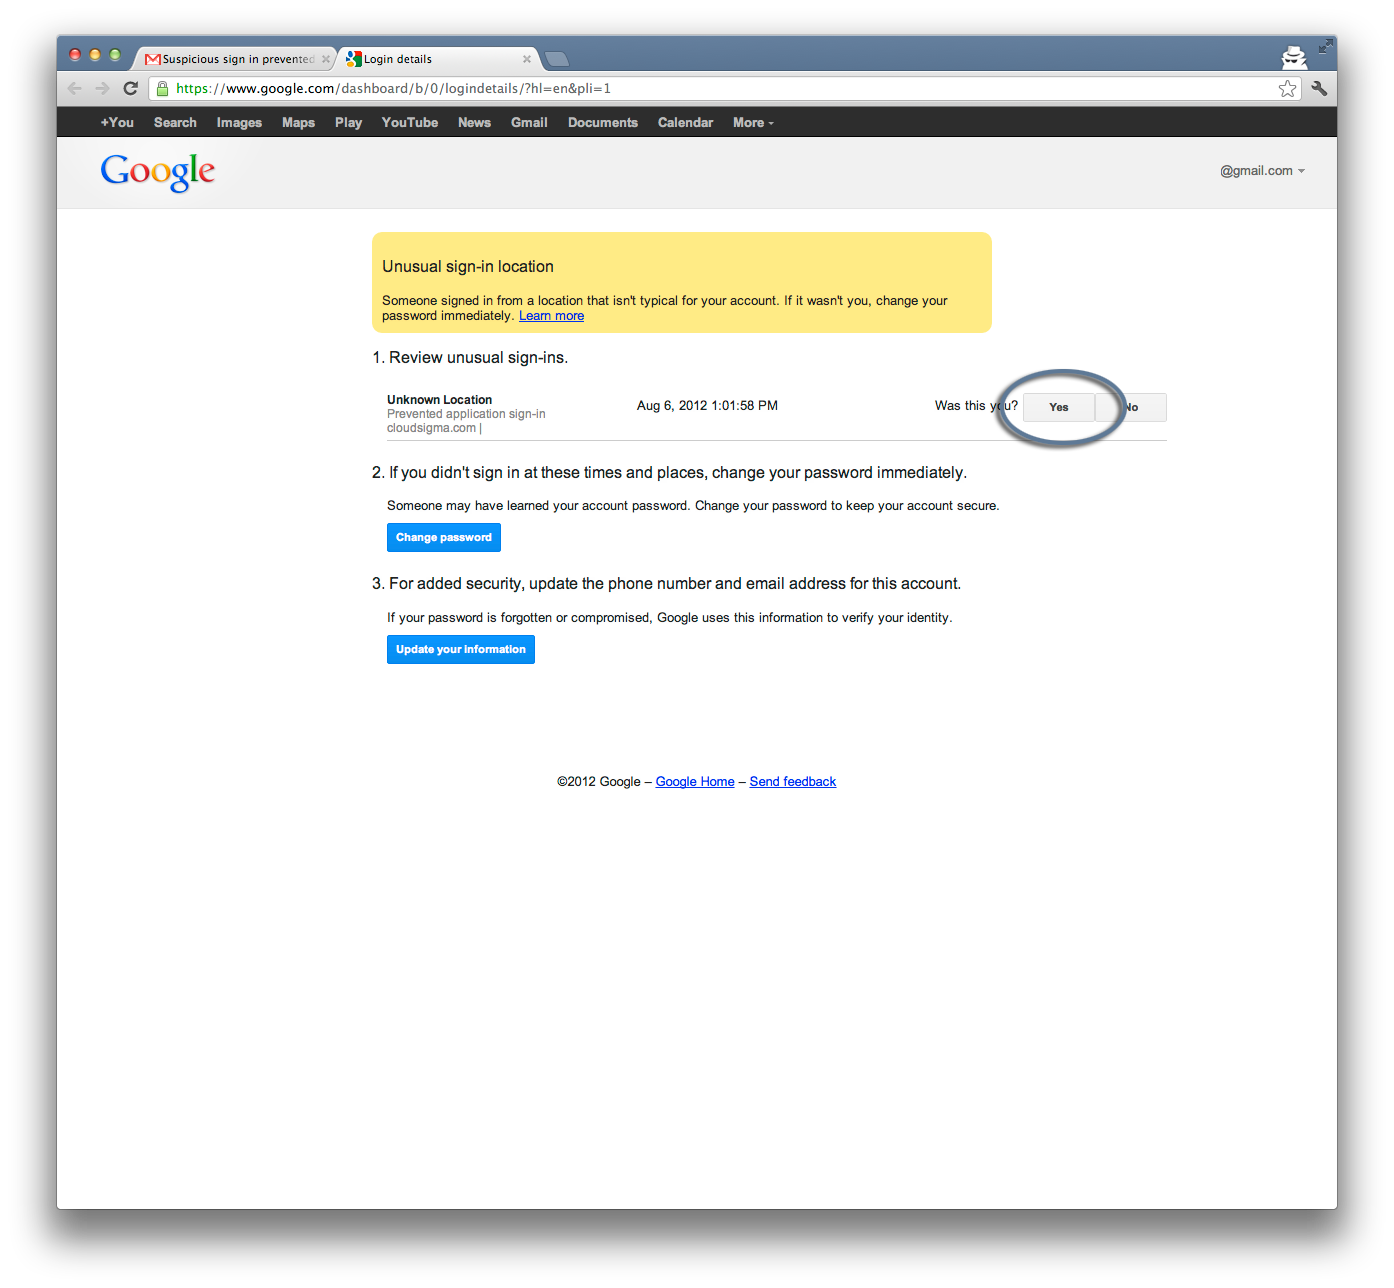 Suspicious sign in prevented
Login details
https://www.google.com/dashboard/b/0/logindetails/?hl=en&pli=1
+You Search Images Maps Play YouTube News Gmail Documents Calendar More
Google
@gmail.com
Unusual sign-in location
Someone signed in from a location that isn't typical for your account. If it wasn't you, change your
password immediately. Learn more
1. Review unusual sign-ins.
Unknown Location
Prevented application sign-in
cloudsigma.com |
Aug 6, 2012 1:01:58 PM
Was this you? Yes No
2. If you didn't sign in at these times and places, change your password immediately.
Someone may have learned your account password. Change your password to keep your account secure.
Change password
3. For added security, update the phone number and email address for this account.
If your password is forgotten or compromised, Google uses this information to verify your identity.
Update your information
©2012 Google – Google Home – Send feedback